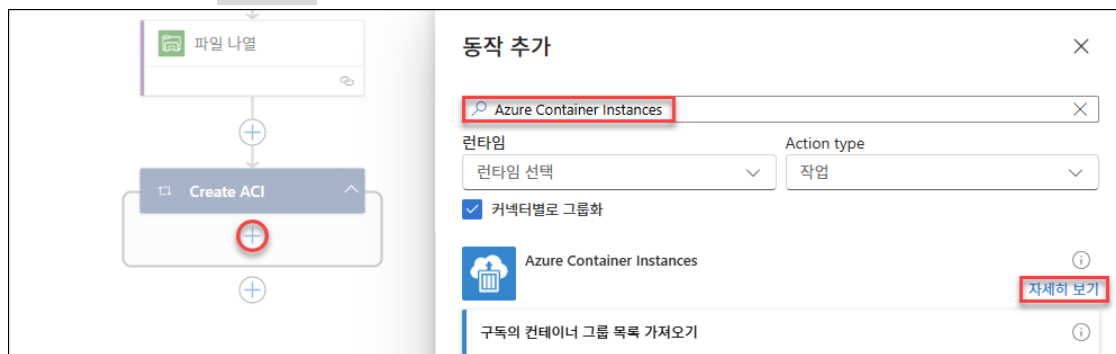 파일 나열
Create ACI
동작 추가
Azure Container Instances
런타임
Action type
런타임 선택
작업
커넥터별로 그룹화
Azure Container Instances
자세히 보기
구독의 컨테이너 그룹 목록 가져오기